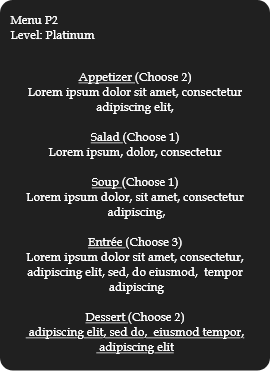 Menu P2
Level: Platinum
Appetizer (Choose 2)
Lorem ipsum dolor sit amet, consectetur
adipiscing elit,
Salad (Choose 1)
Lorem ipsum, dolor, consectetur
Soup (Choose 1)
Lorem ipsum dolor, sit amet, consectetur
adipiscing,
Entrée (Choose 3)
Lorem ipsum dolor sit amet, consectetur,
adipiscing elit, sed, do eiusmod, tempor
adipiscing
Dessert (Choose 2)
adipiscing elit, sed do, eiusmod tempor,
adipiscing elit